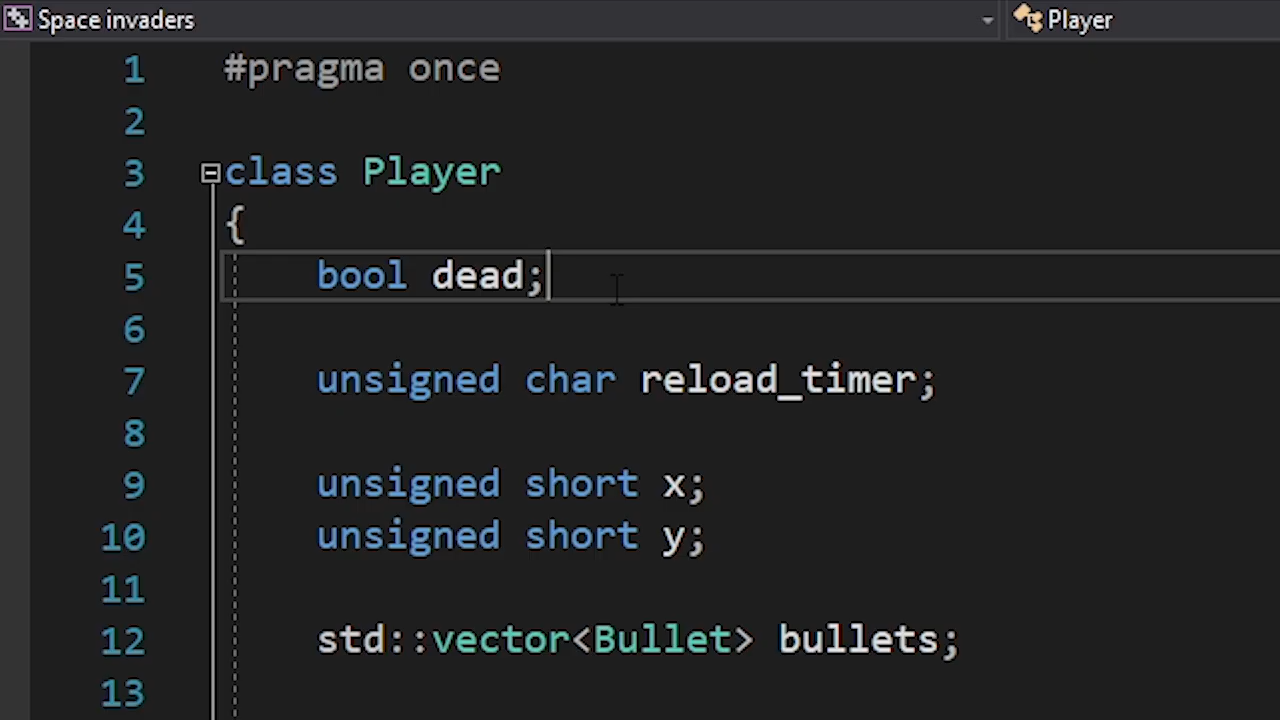 Space invaders
Player
1 #pragma once
2
3 class Player
4 {
5 bool dead;
6
7 unsigned char reload_timer;
8
9 unsigned short x;
10 unsigned short y;
11
12 std::vector<Bullet> bullets;
13